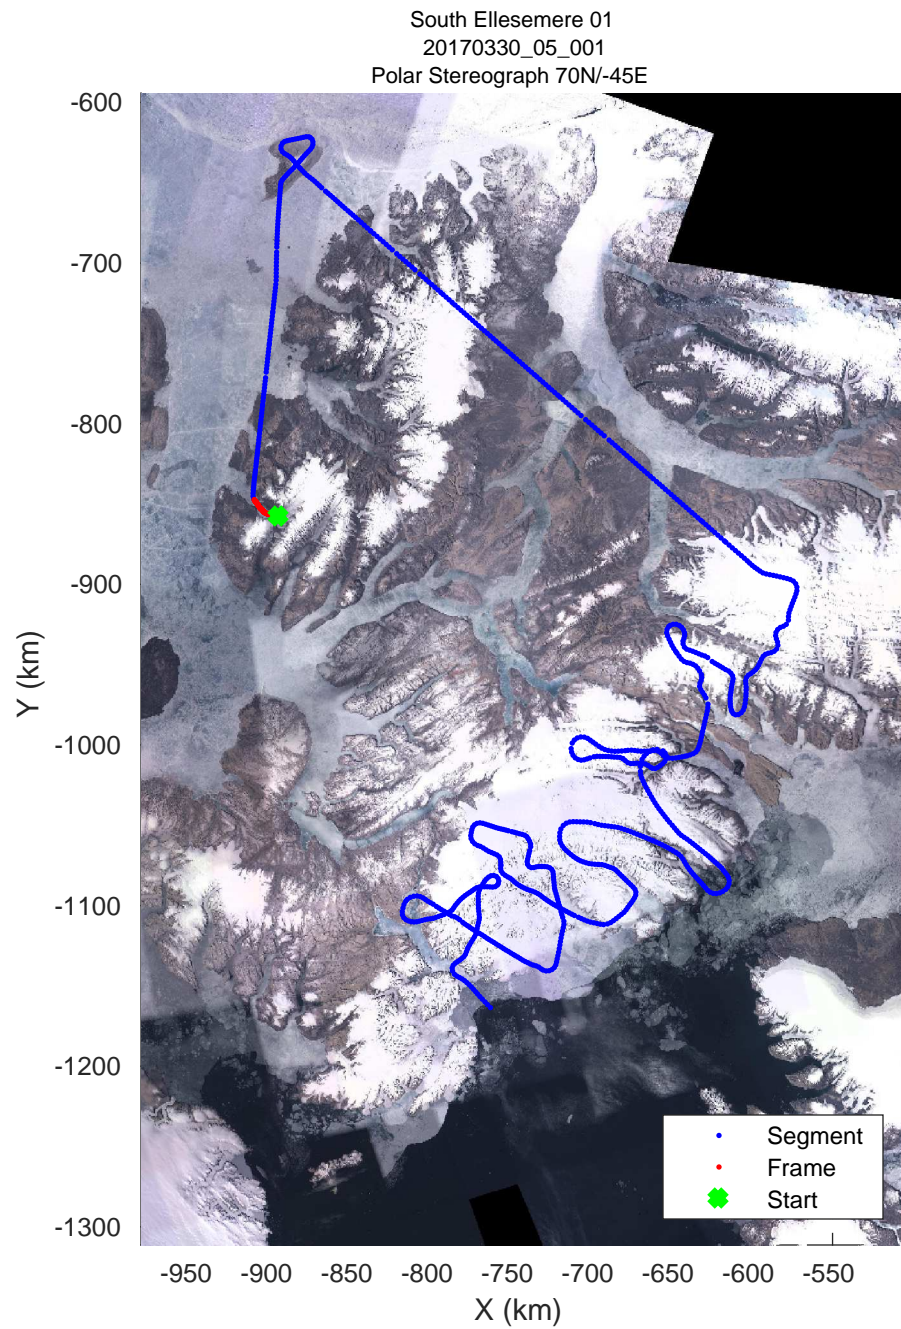 South Ellesemere 01
20170330_05_001
Polar Stereograph 70N/-45E
-600
-700
-800
-900
-1000
-1100
-1200
-1300
Y (km)
-950 -900 -850 -800 -750 -700 -650 -600 -550
X (km)
Segment
Frame
Start